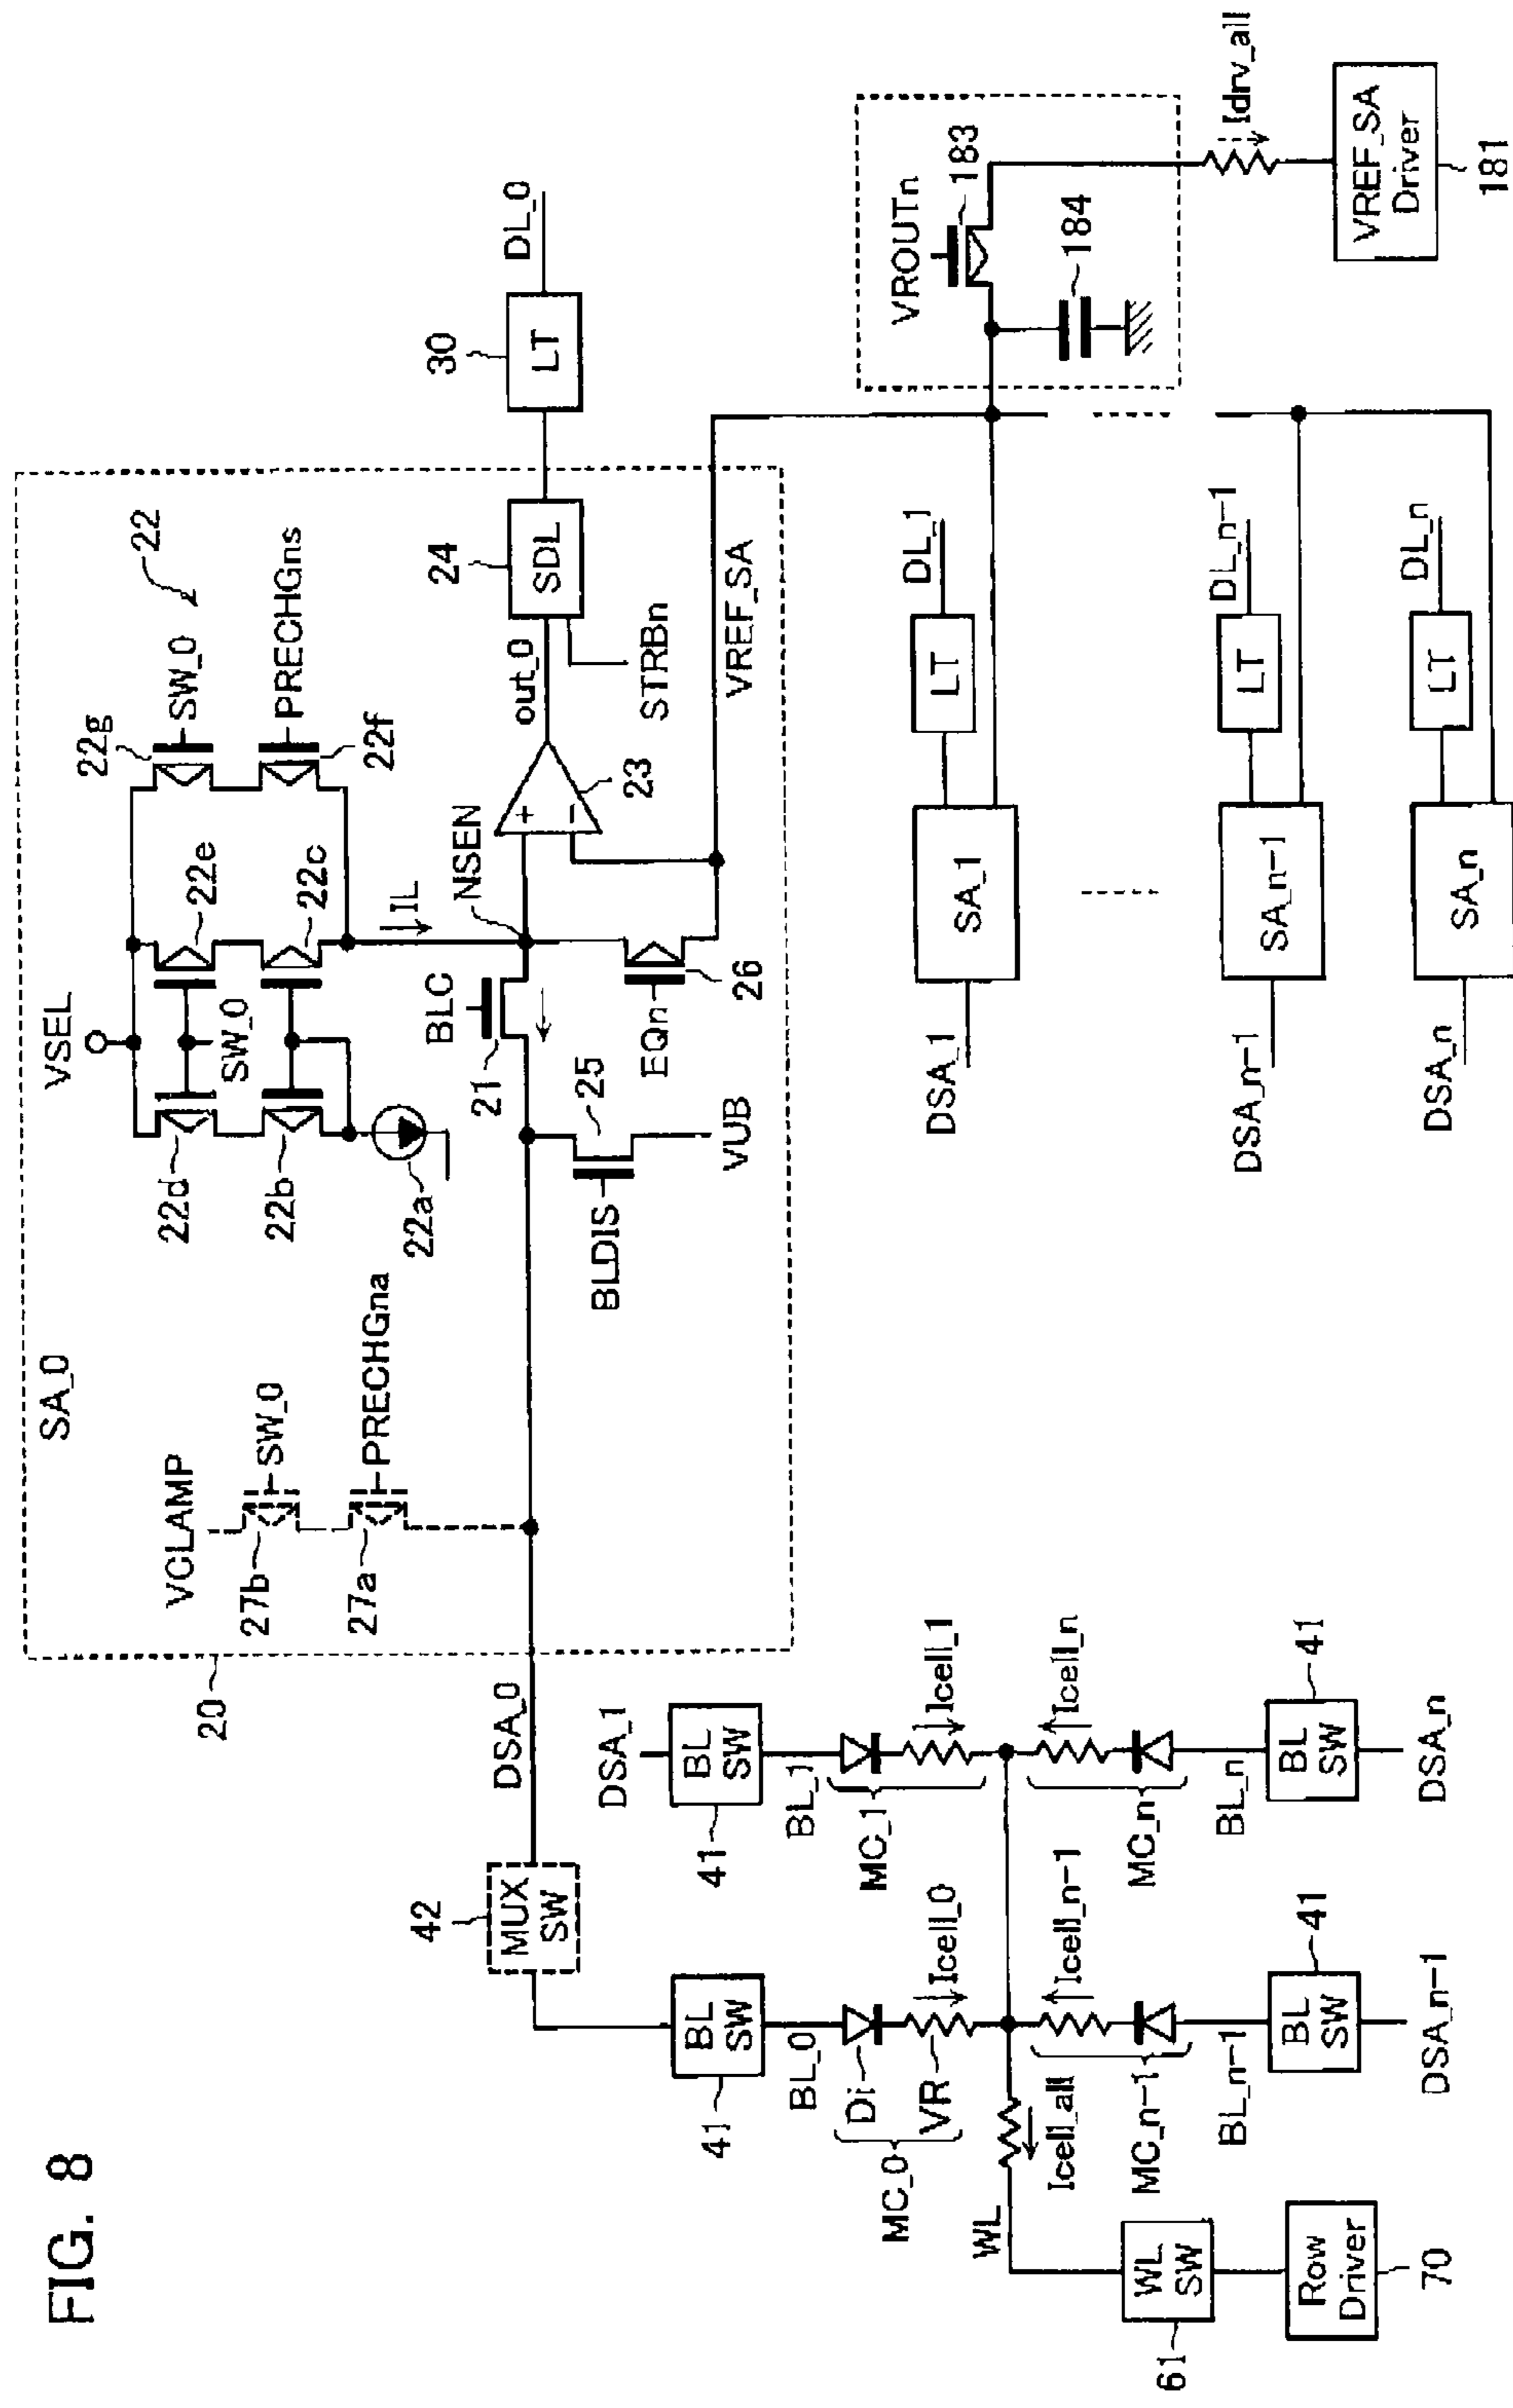 FIG. 8
SA_0
20
VCLAMP
27b
SW_0
27a
PRECHGna
VSEL
22d
22b
22a
SW_0
22e
22c
22g
SW_0
22f
PRECHGns
22
IL
BLC
21
NSEN
23
out_0
24
SDL
STRBn
30
LT
DL_0
25
BLDIS
VUB
EQn
26
VREF_SA
DSA_0
42
MUX
SW
41
BL
SW
BL_0
Di
VR
MC_0
Icell_0
DSA_1
41
BL
SW
BL_1
MC_1
Icell_1
WL
Icell_all
Icell_n-1
MC_n-1
BL_n-1
BL
SW
41
DSA_n-1
Icell_n
MC_n
BL_n
BL
SW
41
DSA_n
61
WL
SW
Row
Driver
70
DSA_1
SA_1
LT
DL_1
DSA_n-1
SA_n-1
LT
DL_n-1
DSA_n
SA_n
LT
DL_n
VROUTn
183
184
Idrv_all
VREF_SA
Driver
181